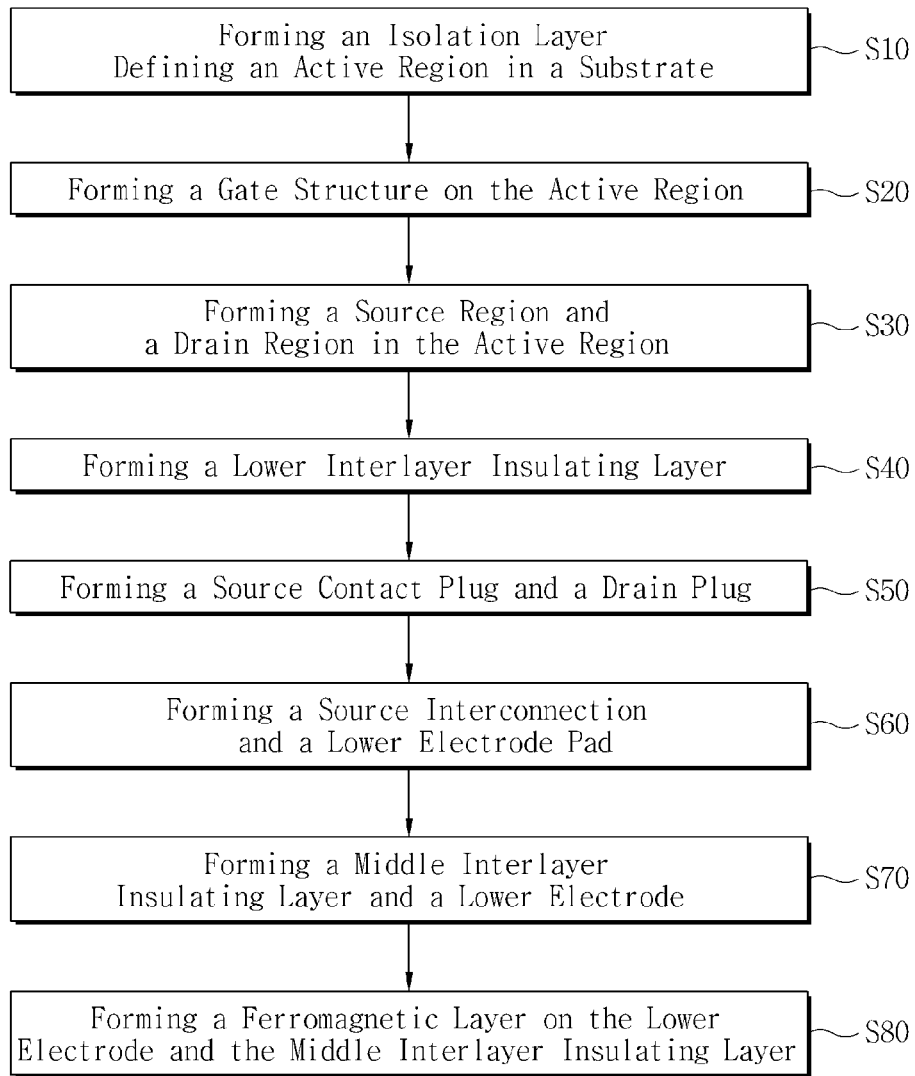 Forming an Isolation Layer
Defining an Active Region in a Substrate
S10
Forming a Gate Structure on the Active Region
S20
Forming a Source Region and
a Drain Region in the Active Region
S30
Forming a Lower Interlayer Insulating Layer
S40
Forming a Source Contact Plug and a Drain Plug
S50
Forming a Source Interconnection
and a Lower Electrode Pad
S60
Forming a Middle Interlayer
Insulating Layer and a Lower Electrode
S70
Forming a Ferromagnetic Layer on the Lower
Electrode and the Middle Interlayer Insulating Layer
S80